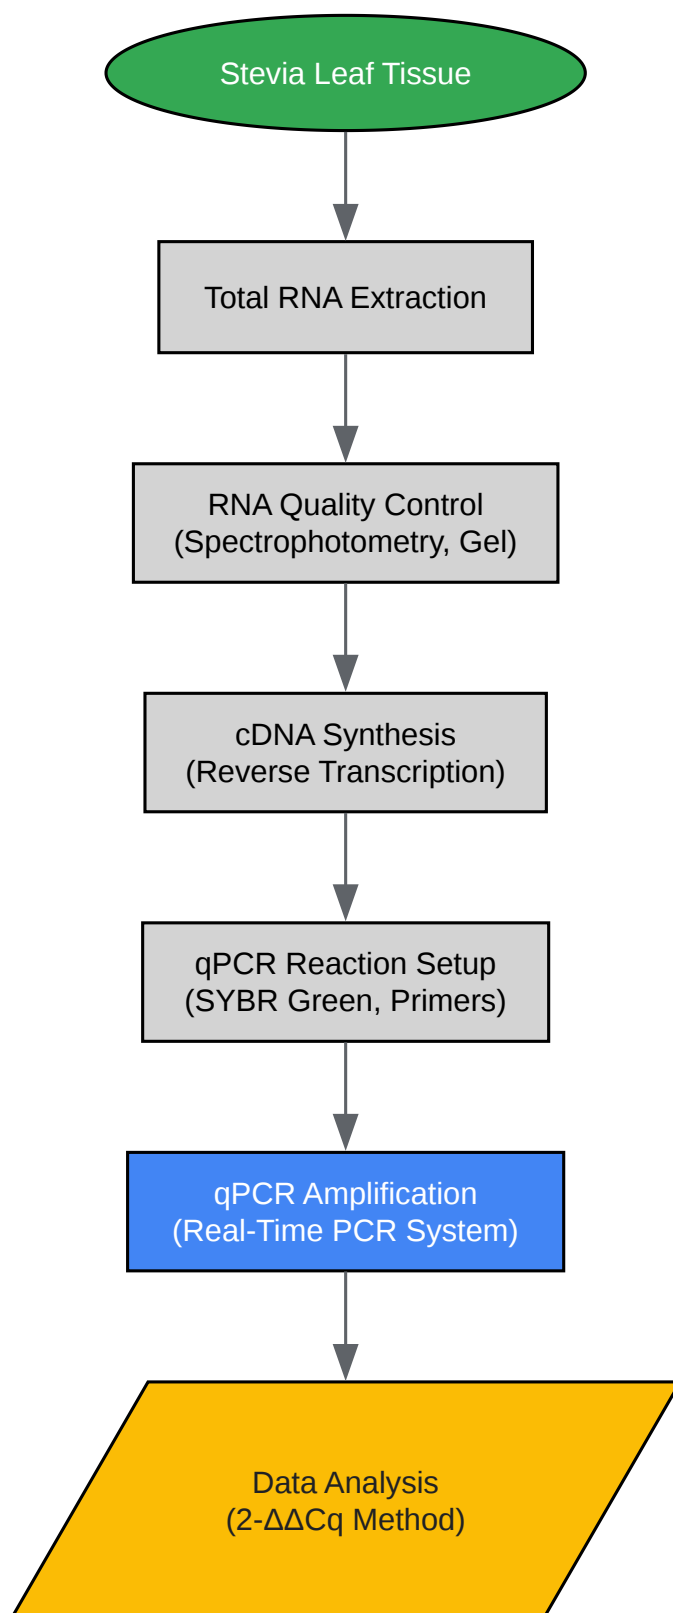 Stevia Leaf Tissue
Total RNA Extraction
RNA Quality Control
(Spectrophotometry, Gel)
cDNA Synthesis
(Reverse Transcription)
qPCR Reaction Setup
(SYBR Green, Primers)
qPCR Amplification
(Real-Time PCR System)
Data Analysis
(2-ΔΔCq Method)